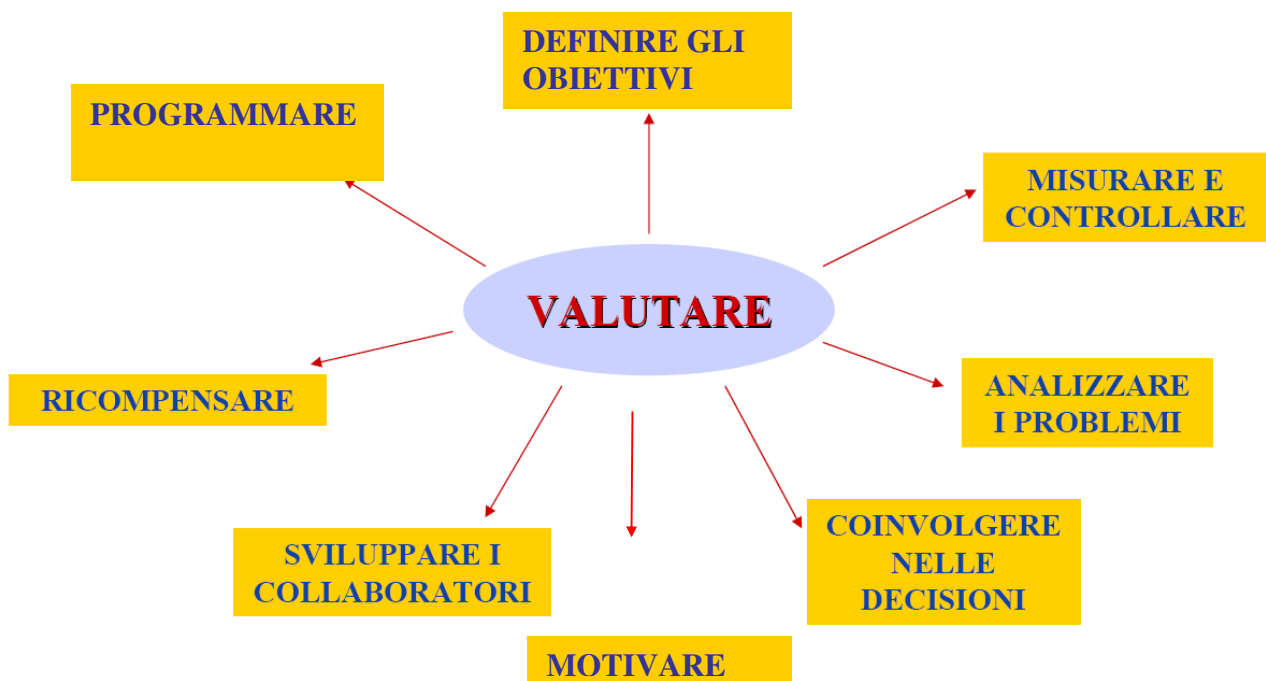 DEFINIRE GLI
OBIETTIVI
PROGRAMMARE
MISURARE E
CONTROLLARE
VALUTARE
RICOMPENSARE
ANALIZZARE
I PROBLEMI
SVILUPPARE I
COLLABORATORI
COINVOLGERE
NELLE
DECISIONI
MOTIVARE